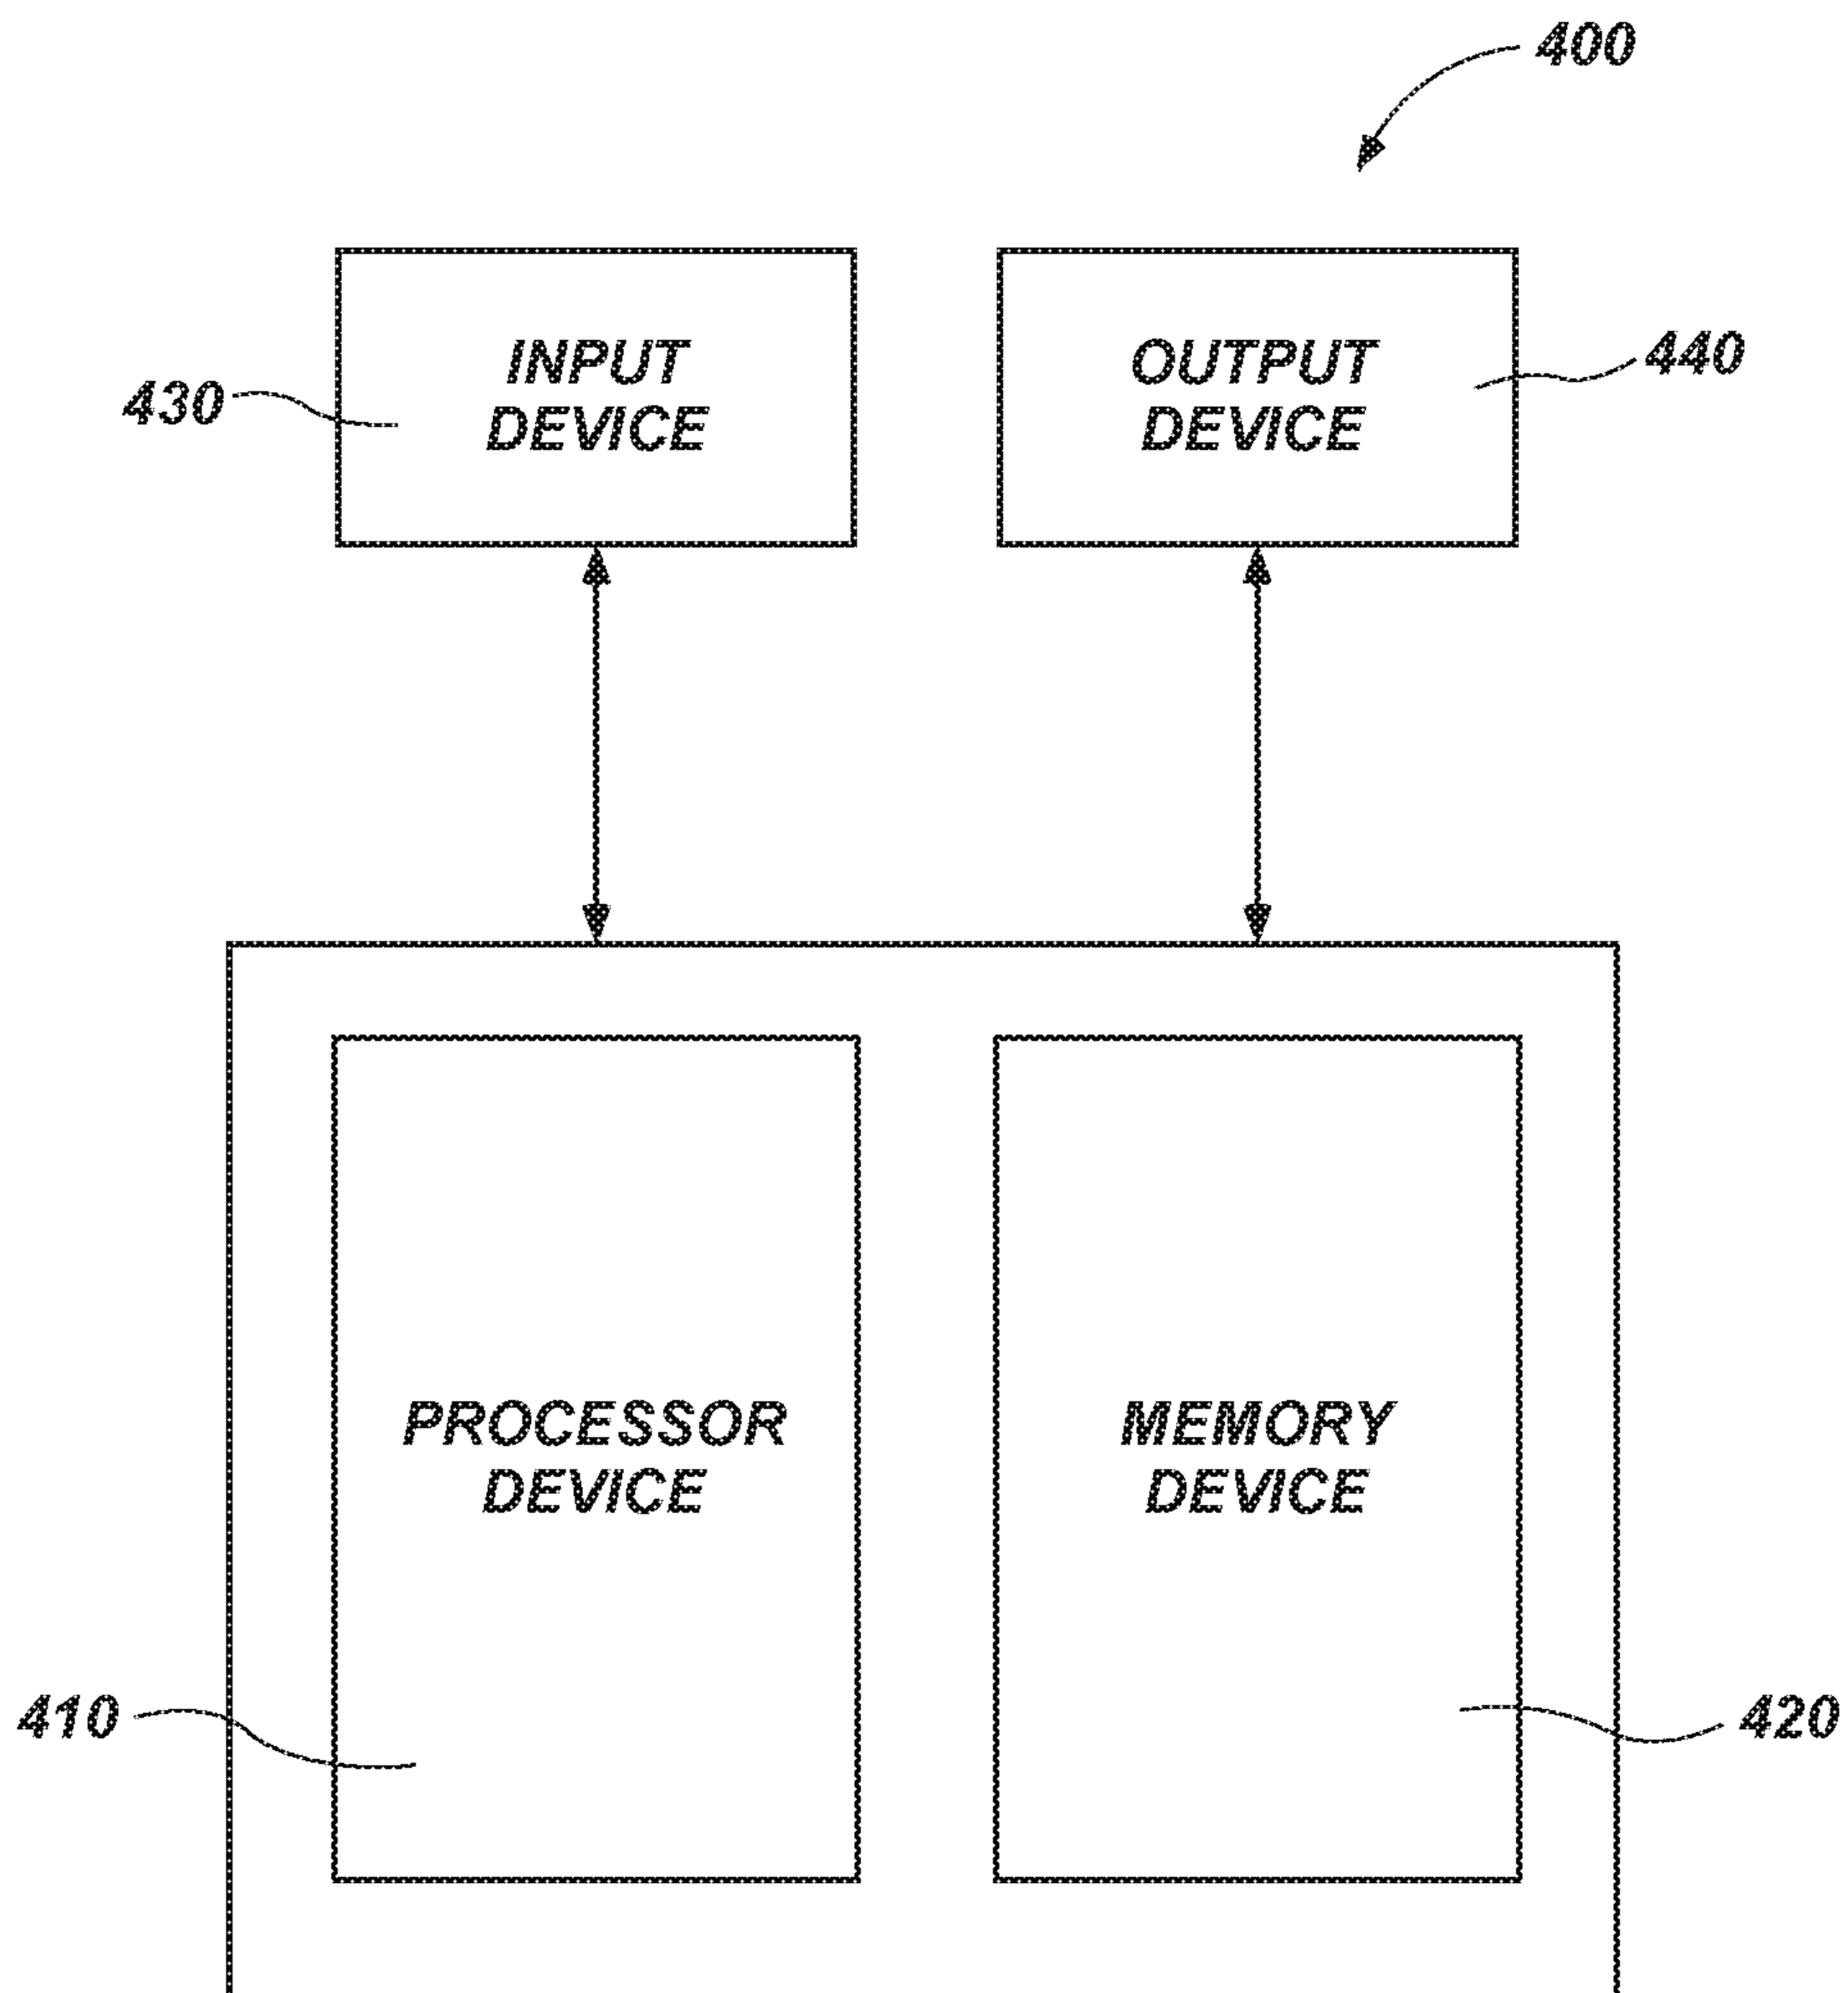 400
INPUT
DEVICE
430
OUTPUT
DEVICE
440
PROCESSOR
DEVICE
MEMORY
DEVICE
410
420